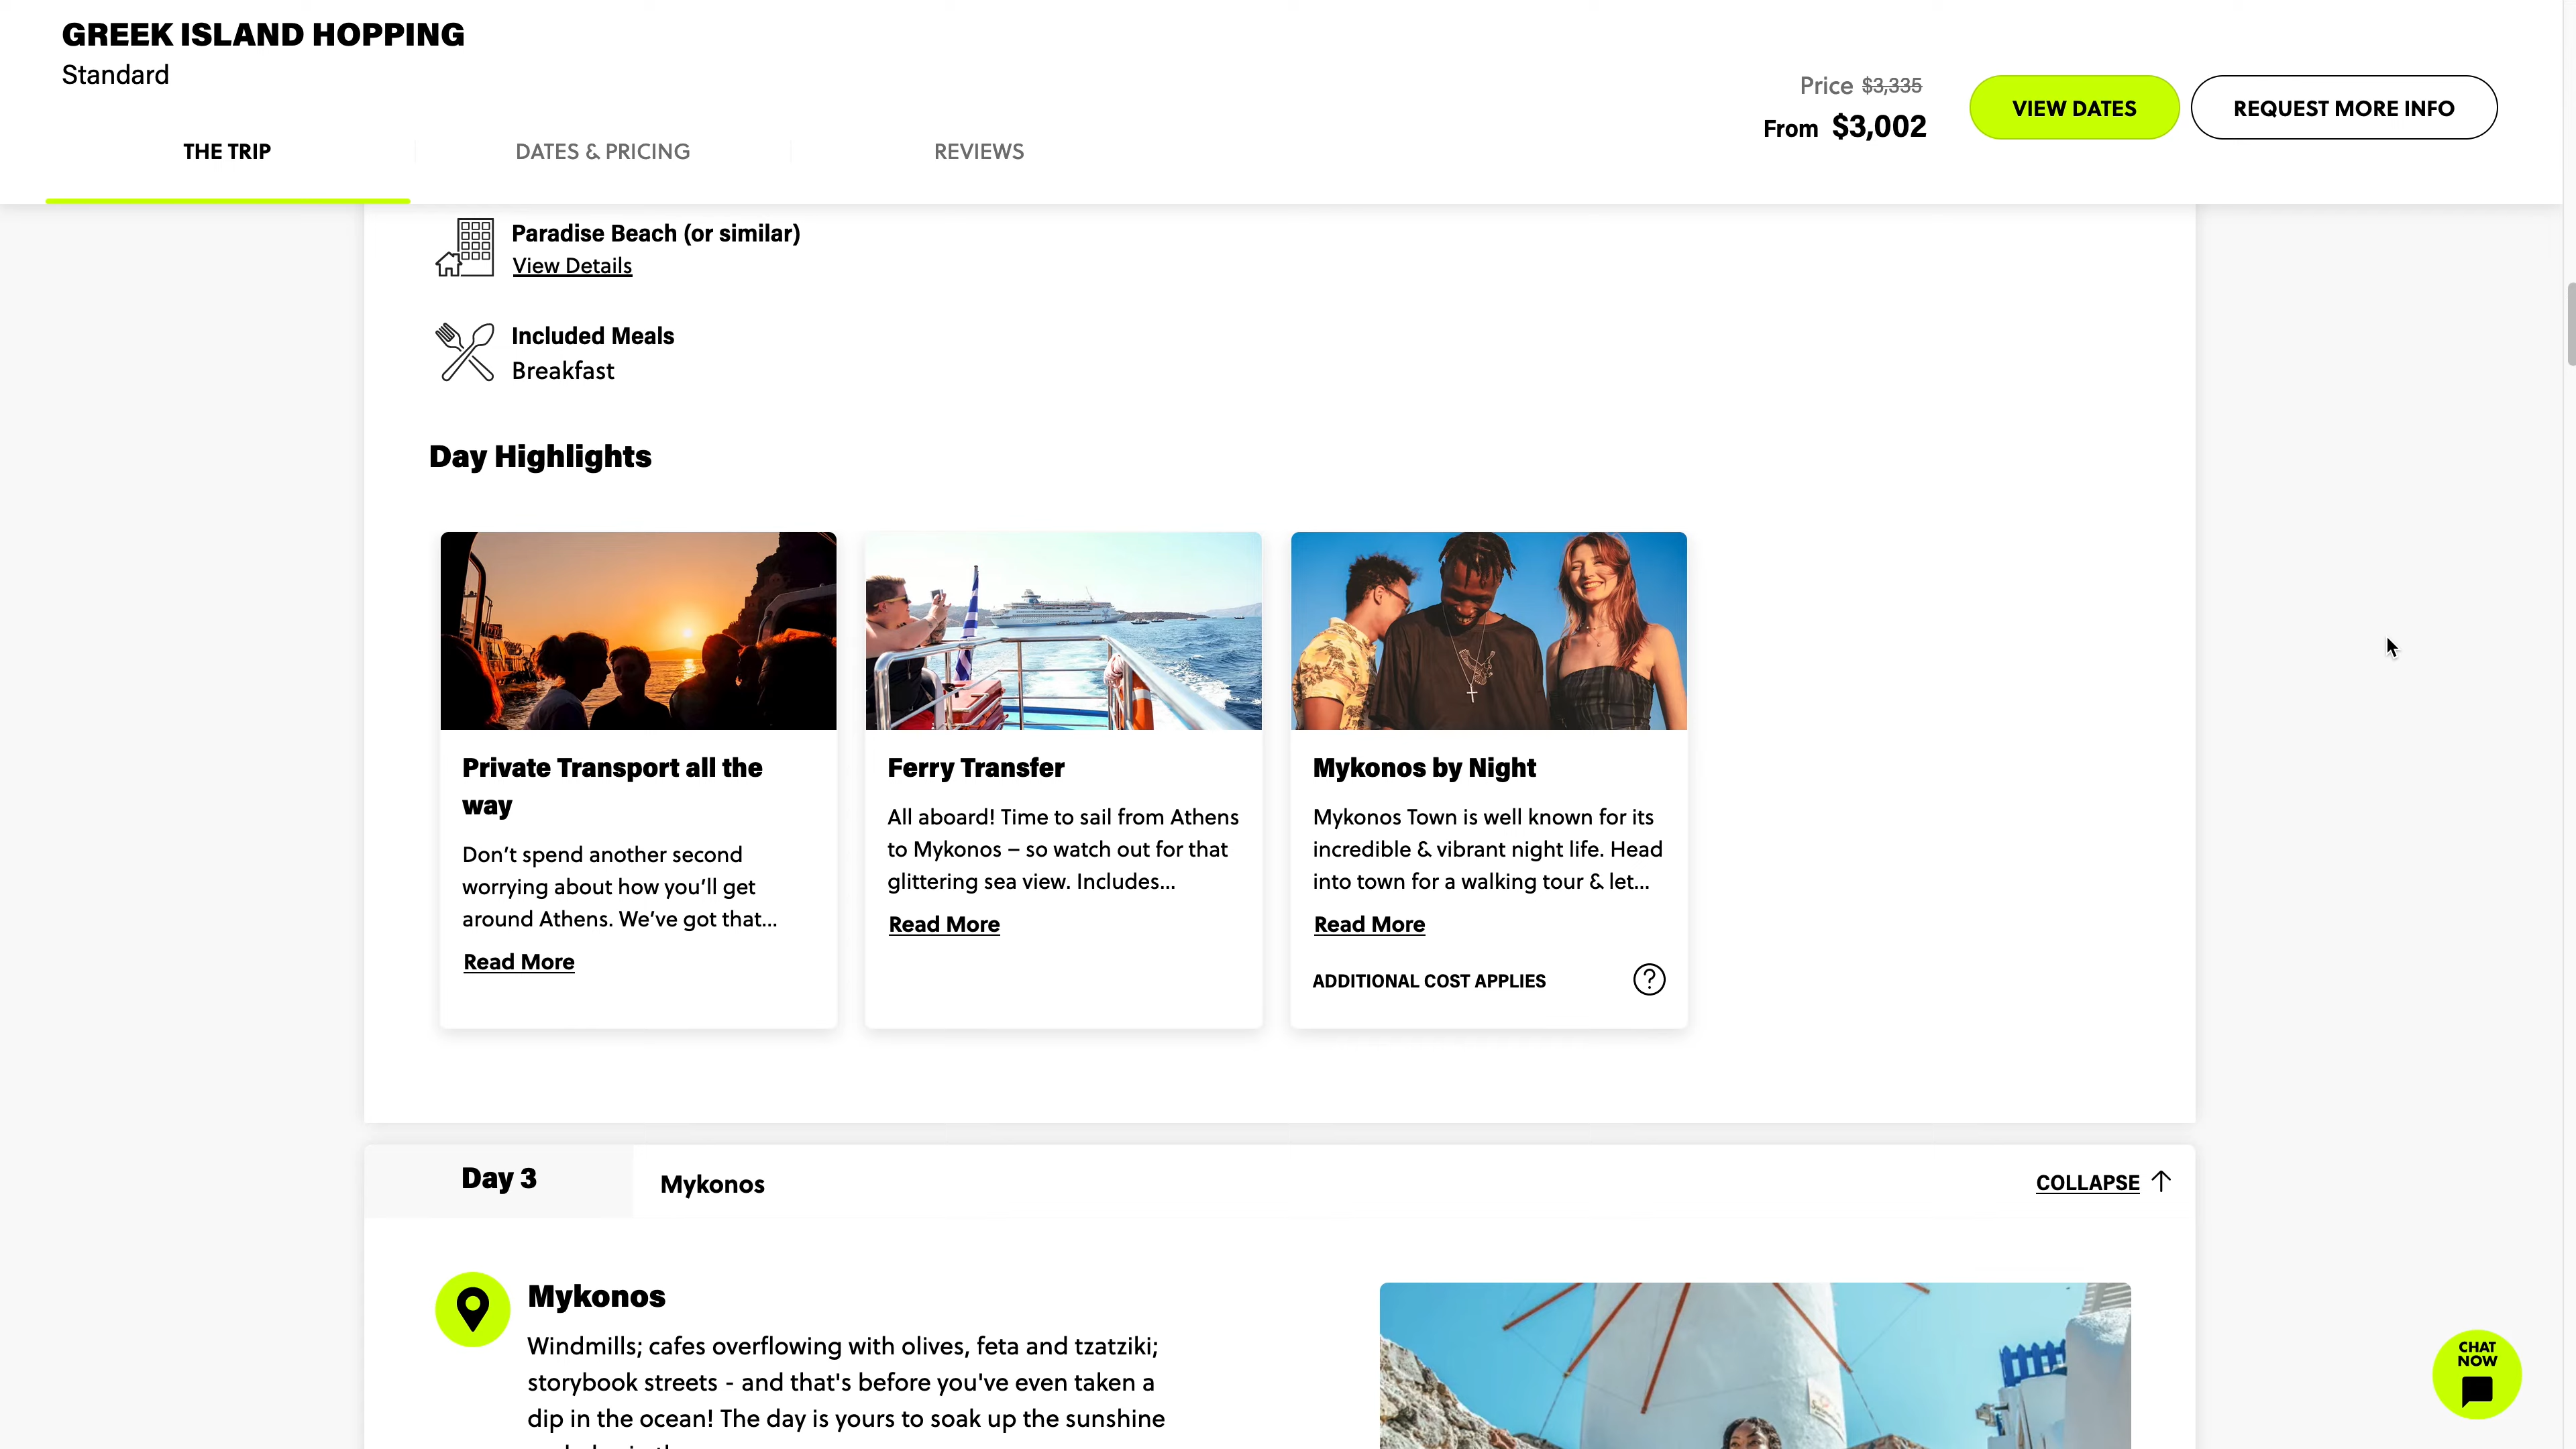 GREEK ISLAND HOPPING
Standard
Price $3,335
From $3,002
VIEW DATES
REQUEST MORE INFO
THE TRIP
DATES & PRICING
REVIEWS
Paradise Beach (or similar)
View Details
Included Meals
Breakfast
Day Highlights
Private Transport all the
way
Don’t spend another second
worrying about how you’ll get
around Athens. We’ve got that...
Read More
Ferry Transfer
All aboard! Time to sail from Athens
to Mykonos – so watch out for that
glittering sea view. Includes...
Read More
Mykonos by Night
Mykonos Town is well known for its
incredible & vibrant night life. Head
into town for a walking tour & let...
Read More
ADDITIONAL COST APPLIES
?
Day 3
Mykonos
COLLAPSE
Mykonos
Windmills; cafes overflowing with olives, feta and tzatziki;
storybook streets - and that's before you've even taken a
dip in the ocean! The day is yours to soak up the sunshine
CHAT
NOW